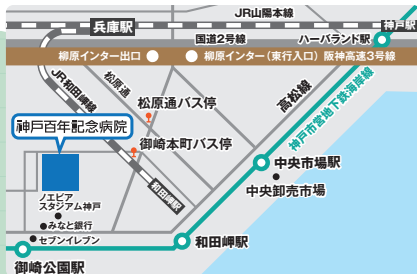 JR山陽本線
兵庫駅
神戸駅
国道2号線
ハーバーランド駅
柳原インター出口
柳原インター(東行入口)
阪神高速3号線
JR和田岬線
松原通
松原通バス停
高松線
神戸市営地下鉄海岸線
神戸百年記念病院
御崎本町バス停
中央市場駅
和田岬駅
中央卸売市場
ノエビア
スタジアム神戸
みなと銀行
セブンイレブン
和田岬駅
御崎公園駅